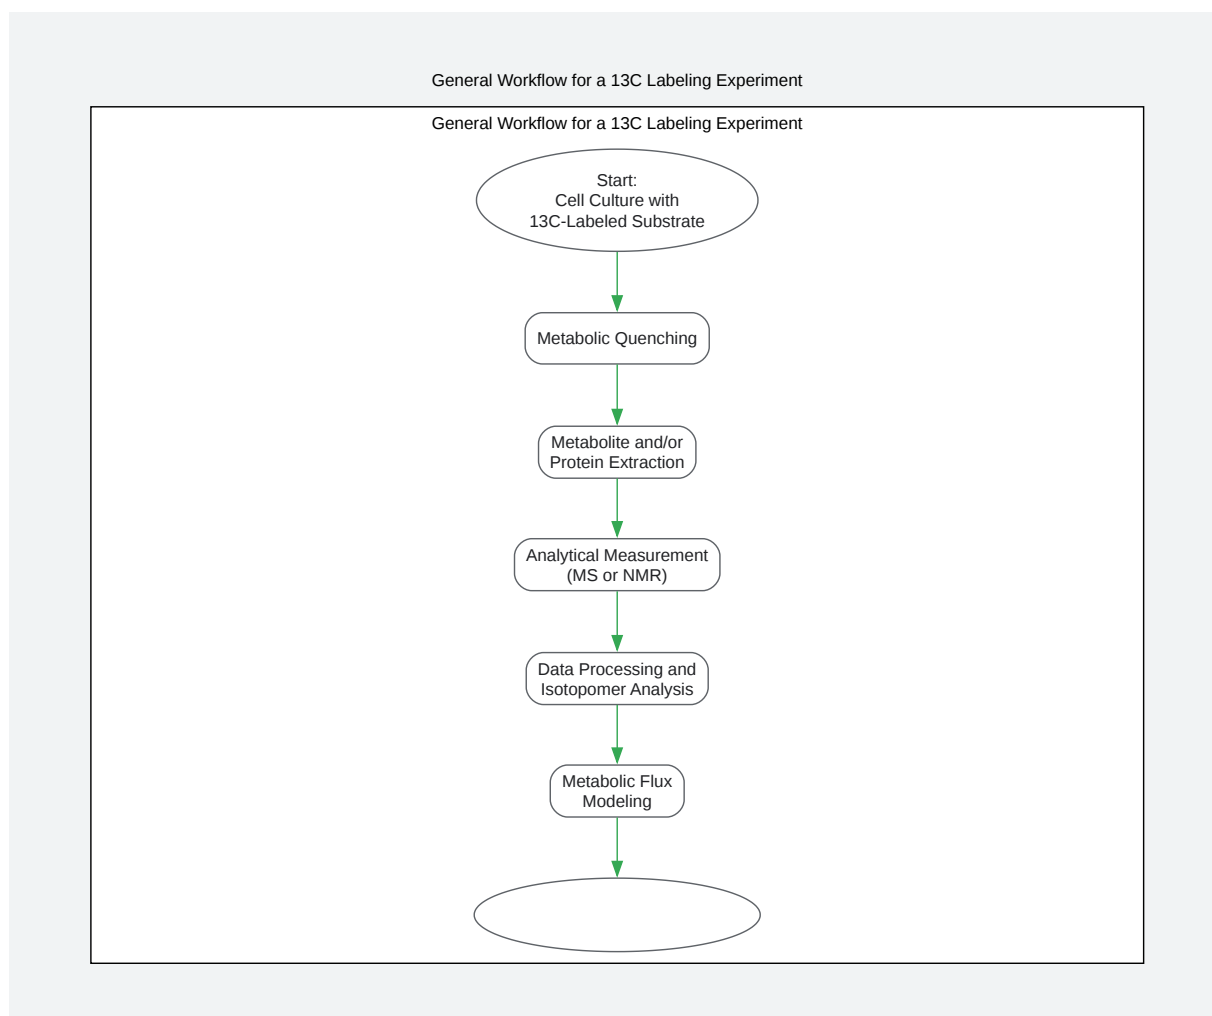 General Workflow for a 13C Labeling Experiment
General Workflow for a 13C Labeling Experiment
Start:
Cell Culture with
13C-Labeled Substrate
Metabolic Quenching
Metabolite and/or
Protein Extraction
Analytical Measurement
(MS or NMR)
Data Processing and
Isotopomer Analysis
Metabolic Flux
Modeling